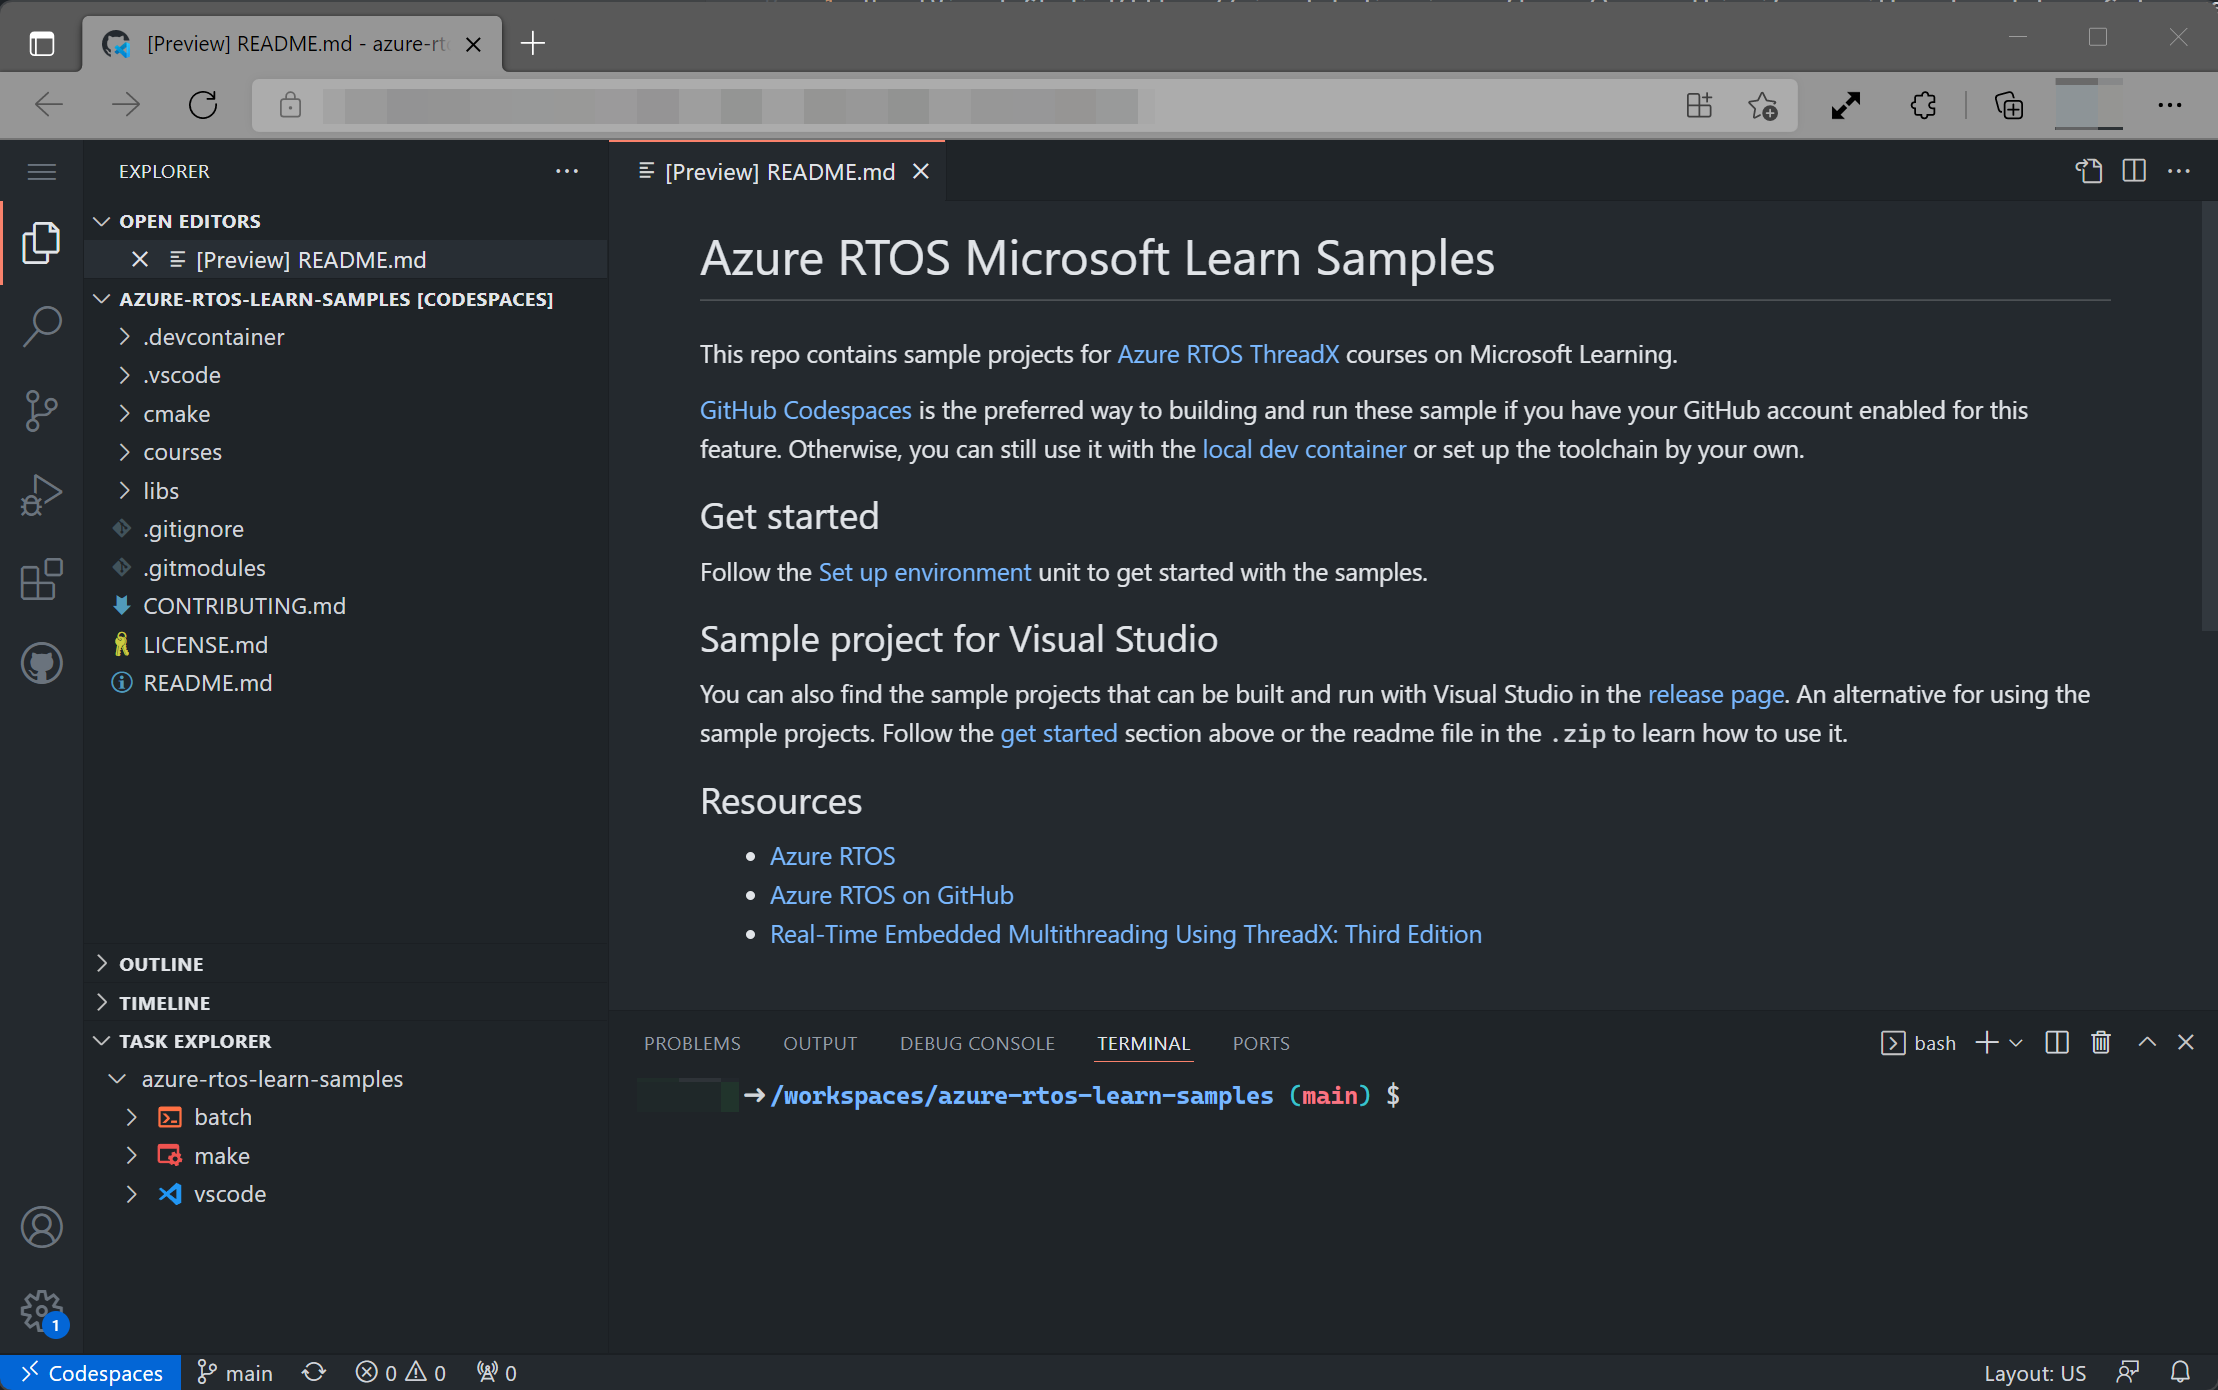 [Preview] README.md - azure-rt
EXPLORER
[Preview] README.md
OPEN EDITORS
[Preview] README.md
AZURE-RTOS-LEARN-SAMPLES [CODESPACES]
.devcontainer
.vscode
cmake
courses
libs
.gitignore
.gitmodules
CONTRIBUTING.md
LICENSE.md
README.md
OUTLINE
TIMELINE
TASK EXPLORER
azure-rtos-learn-samples
batch
make
vscode
Azure RTOS Microsoft Learn Samples
This repo contains sample projects for Azure RTOS ThreadX courses on Microsoft Learning.
GitHub Codespaces is the preferred way to building and run these sample if you have your GitHub account enabled for this
feature. Otherwise, you can still use it with the local dev container or set up the toolchain by your own.
Get started
Follow the Set up environment unit to get started with the samples.
Sample project for Visual Studio
You can also find the sample projects that can be built and run with Visual Studio in the release page. An alternative for using the
sample projects. Follow the get started section above or the readme file in the .zip to learn how to use it.
Resources
• Azure RTOS
• Azure RTOS on GitHub
• Real-Time Embedded Multithreading Using ThreadX: Third Edition
PROBLEMS OUTPUT DEBUG CONSOLE TERMINAL PORTS bash
➜ /workspaces/azure-rtos-learn-samples (main) $
1
Codespaces main 0 0 0 Layout: US